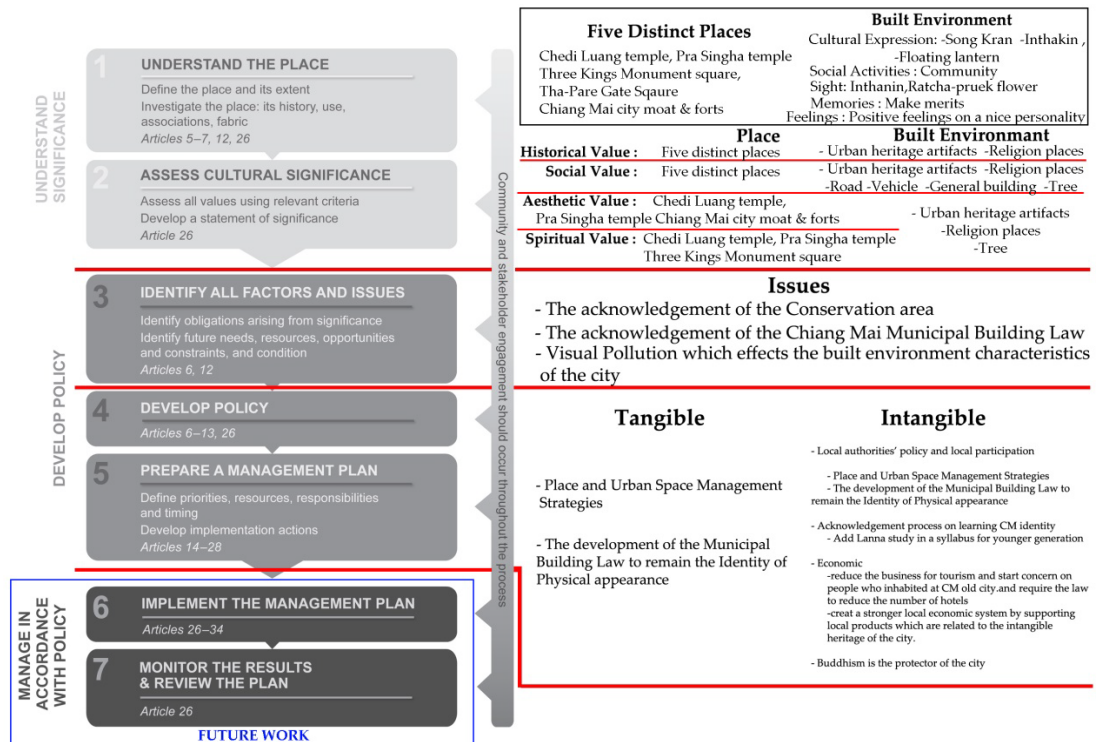 UNDERSTAND SIGNIFICANCE
1
UNDERSTAND THE PLACE
Define the place and its extent
Investigate the place: its history, use,
associations, fabric
Articles 5–7, 12, 26
2
ASSESS CULTURAL SIGNIFICANCE
Assess all values using relevant criteria
Develop a statement of significance
Article 26
DEVELOP POLICY
3
IDENTIFY ALL FACTORS AND ISSUES
Identify obligations arising from significance
Identify future needs, resources, opportunities
and constraints, and condition
Articles 6, 12
4
DEVELOP POLICY
Articles 6–13, 26
5
PREPARE A MANAGEMENT PLAN
Define priorities, resources, responsibilities
and timing
Develop implementation actions
Articles 14–28
MANAGE IN
ACCORDANCE
WITH POLICY
6
IMPLEMENT THE MANAGEMENT PLAN
Articles 26–34
7
MONITOR THE RESULTS
& REVIEW THE PLAN
Article 26
FUTURE WORK
Community and stakeholder engagement should occur throughout the process
Five Distinct Places
Chedi Luang temple, Pra Singha temple
Three Kings Monument square,
Tha-Pare Gate Sqaure
Chiang Mai city moat & forts
Built Environment
Cultural Expression: -Song Kran -Inthakin ,
-Floating lantern
Social Activities : Community
Sight: Inthanin,Ratcha-pruek flower
Memories : Make merits
Feelings : Positive feelings on a nice personality
Place
Built Environmant
Historical Value : Five distinct places
- Urban heritage artifacts -Religion places
Social Value : Five distinct places
- Urban heritage artifacts -Religion places
-Road -Vehicle -General building -Tree
Aesthetic Value : Chedi Luang temple,
Pra Singha temple Chiang Mai city moat & forts
Spiritual Value : Chedi Luang temple, Pra Singha temple
Three Kings Monument square
- Urban heritage artifacts
-Religion places
-Tree
Issues
- The acknowledgement of the Conservation area
- The acknowledgement of the Chiang Mai Municipal Building Law
- Visual Pollution which effects the built environment characteristics
of the city
Tangible
- Place and Urban Space Management
Strategies
- The development of the Municipal
Building Law to remain the Identity of
Physical appearance
Intangible
- Local authorities' policy and local participation
- Place and Urban Space Management Strategies
- The development of the Municipal Building Law to
remain the Identity of Physical appearance
- Acknowledgement process on learning CM identity
- Add Lanna study in a syllabus for younger generation
- Economic
-reduce the business for tourism and start concern on
people who inhabited at CM old city.and require the law
to reduce the number of hotels
-creat a stronger local economic system by supporting
local products which are related to the intangible
heritage of the city.
- Buddhism is the protector of the city